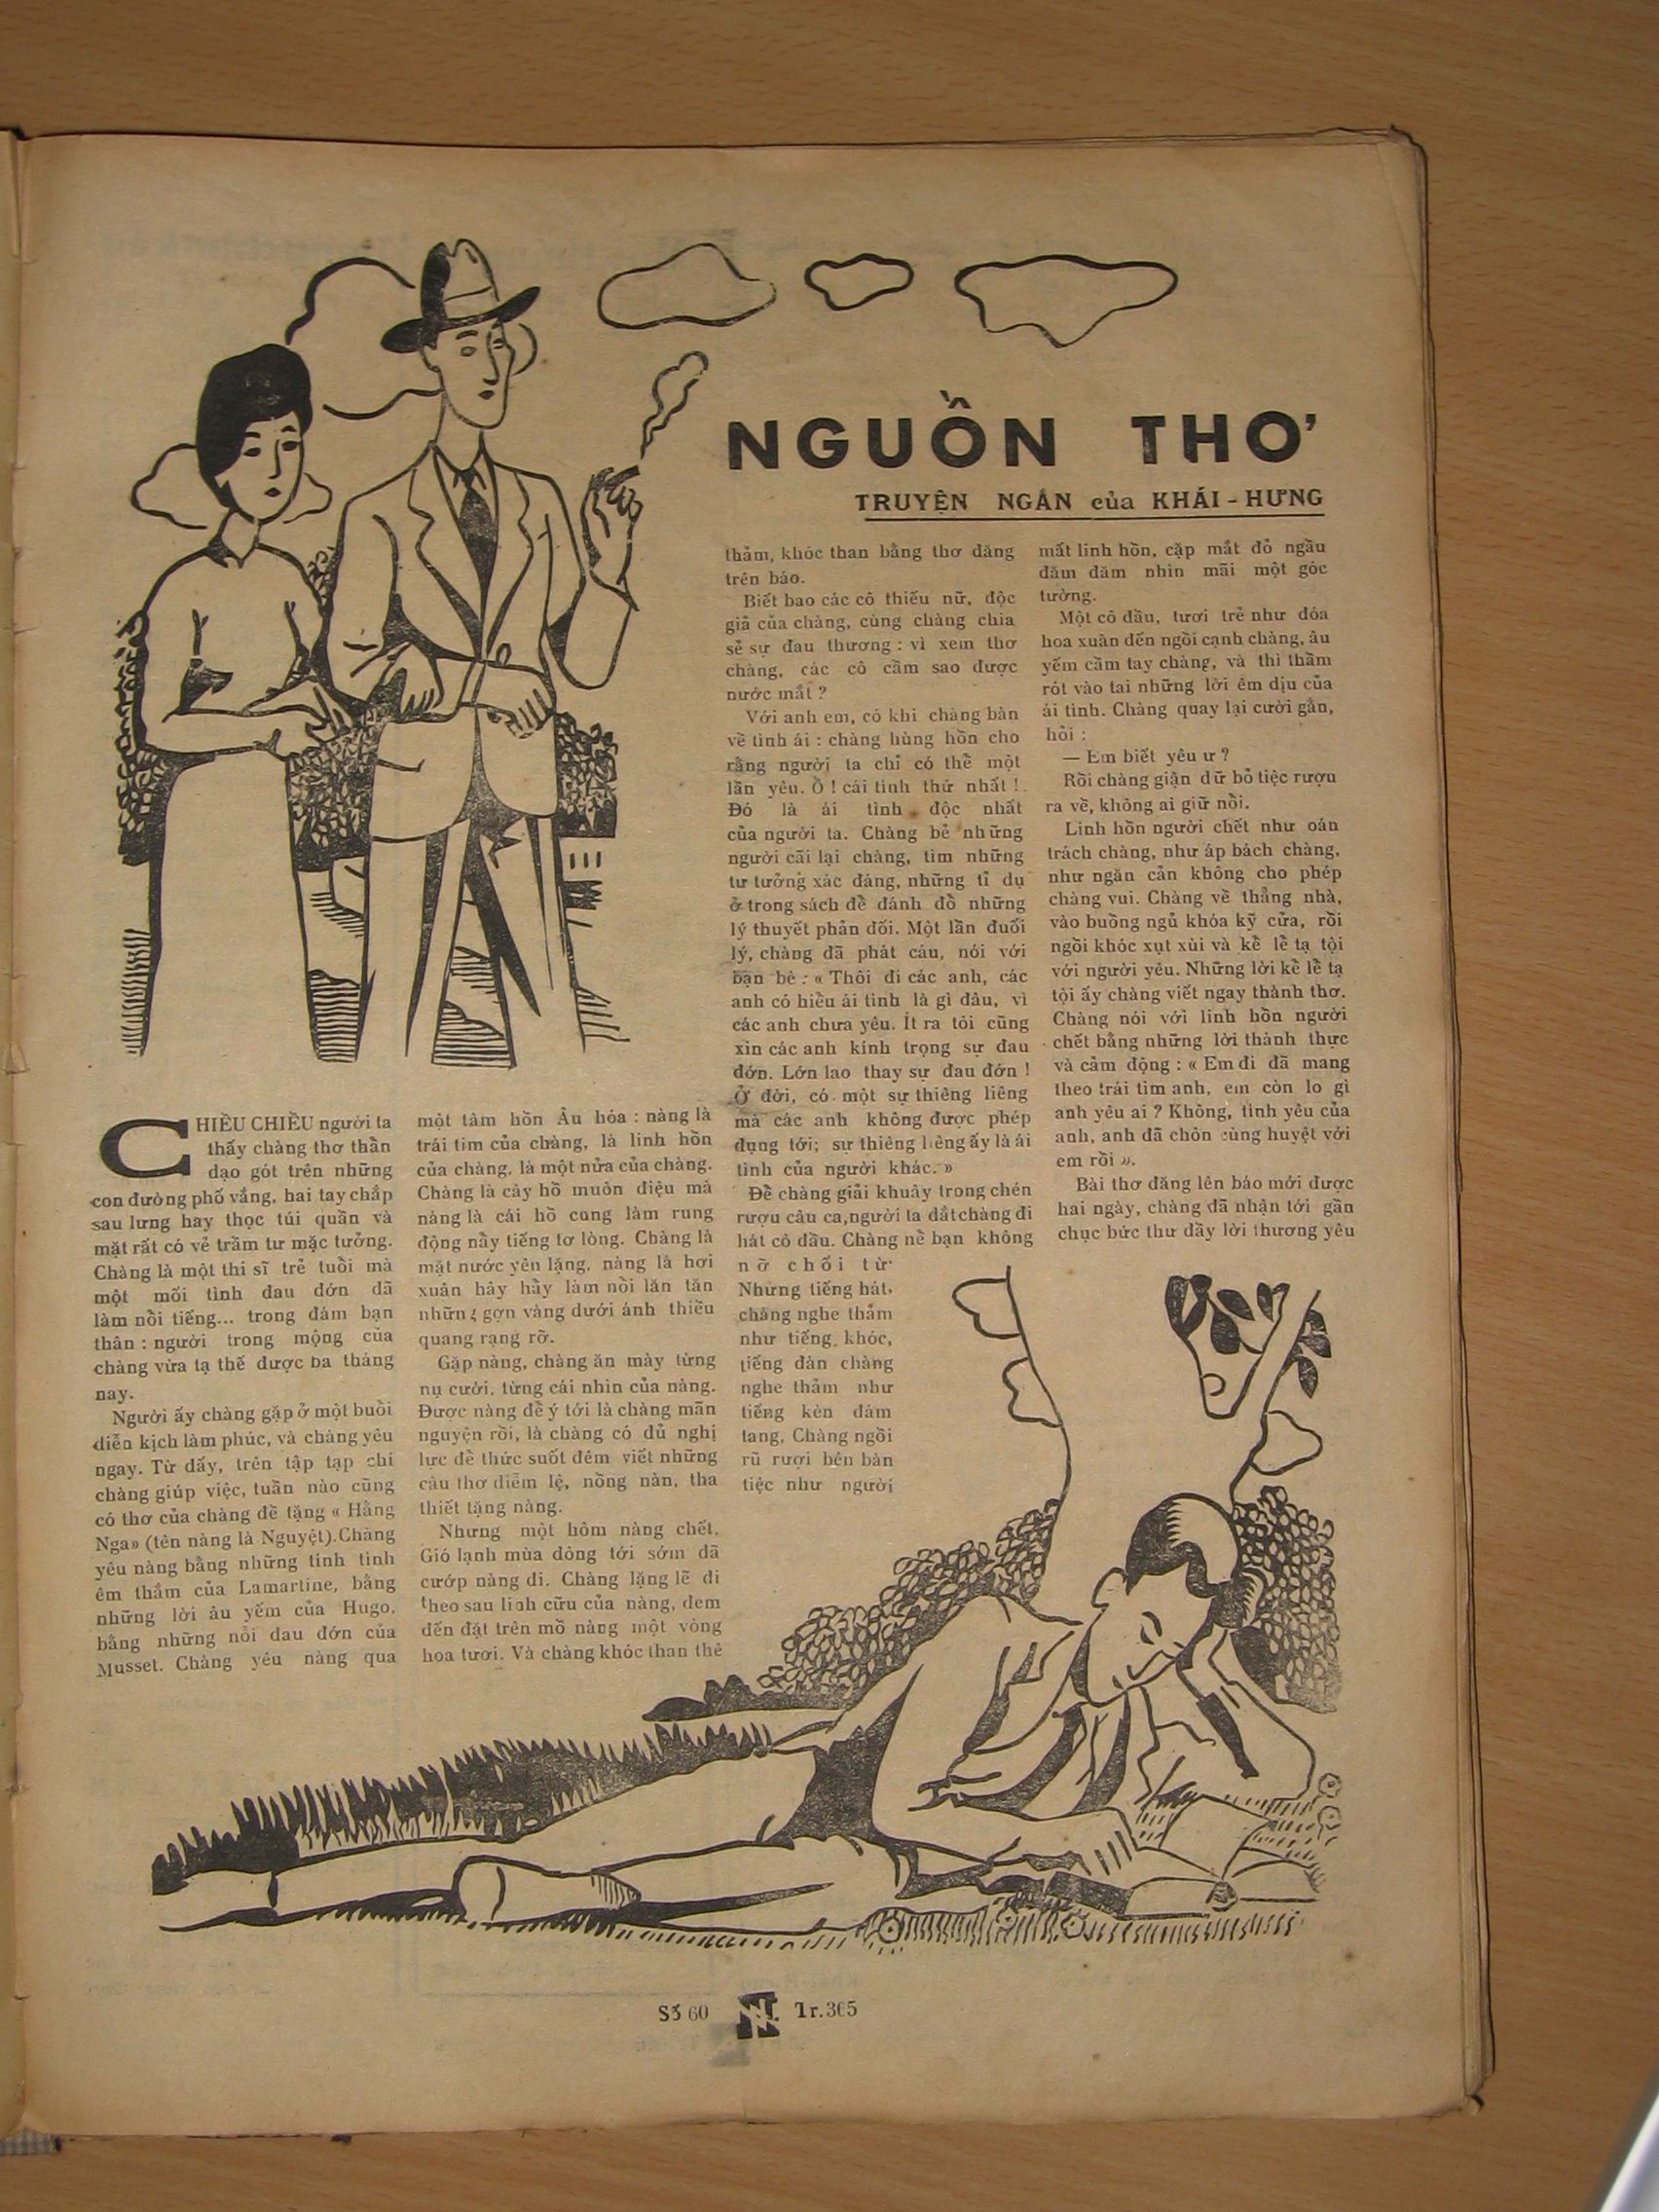 NGUỒN THƠ
TRUYỆN NGẮN của KHÁI-HƯNG
CHIỀU CHIỀU người ta
thấy chàng thơ thẩn
dạo gót trên những
con đường phố vắng, hai tay chắp
sau lưng hay thọc túi quần và
mặt rất có vẻ trầm tư mặc tưởng.
Chàng là một thi sĩ trẻ tuổi mà
một mối tình đau đớn đã
làm nổi tiếng... trong đám bạn
thân : người trong mộng của
chàng vừa tạ thế được ba tháng
nay.
Người ấy chàng gặp ở một buổi
diễn kịch làm phúc, và chàng yêu
ngay. Từ đấy, trên tập tạp chí
chàng giúp việc, tuần nào cũng
có thơ của chàng đề tặng « Hằng
Nga» (tên nàng là Nguyệt). Chàng
yêu nàng bằng những tính tình
êm thắm của Lamartine, bằng
những lời âu yếm của Hugo,
bằng những nỗi đau đớn của
Musset. Chàng yêu nàng qua
một tâm hồn Âu hóa : nàng là
trái tim của chàng, là linh hồn
của chàng, là một nửa của chàng.
Chàng là cây hồ muôn điệu mà
nàng là cái hồ cung làm rung
động nẩy tiếng tơ lòng. Chàng là
mặt nước yên lặng, nàng là hơi
xuân hây hẩy làm nổi lăn tăn
những gợn vàng dưới ánh thiều
quang rạng rỡ.
Gặp nàng, chàng ăn mày từng
nụ cười, từng cái nhìn của nàng.
Được nàng để ý tới là chàng mãn
nguyện rồi, là chàng có đủ nghị
lực để thức suốt đêm viết những
câu thơ diễm lệ, nồng nàn, tha
thiết tặng nàng.
Nhưng một hôm nàng chết.
Gió lạnh mùa đông tới sớm đã
cướp nàng đi. Chàng lặng lẽ đi
theo sau linh cữu của nàng, đem
đến đặt trên mồ nàng một vòng
hoa tươi. Và chàng khóc than thê
thảm, khóc than bằng thơ đăng
trên báo.
Biết bao các cô thiếu nữ, độc
giả của chàng, cùng chàng chia
sẻ sự đau thương : vì xem thơ
chàng, các cô cầm sao được
nước mắt ?
Với anh em, có khi chàng bàn
về tình ái : chàng hùng hồn cho
rằng người ta chỉ có thể một
lần yêu. Ồ ! cái tình thứ nhất !
Đó là ái tình độc nhất
của người ta. Chàng bẻ những
người cãi lại chàng, tìm những
tư tưởng xác đáng, những tỉ dụ
ở trong sách để đánh đổ những
lý thuyết phản đối. Một lần đuối
lý, chàng đã phát cáu, nói với
bạn bè : « Thôi đi các anh, các
anh có hiểu ái tình là gì đâu, vì
các anh chưa yêu. Ít ra tôi cũng
xin các anh kính trọng sự đau
đớn. Lớn lao thay sự đau đớn !
Ở đời, có một sự thiêng liêng
mà các anh không được phép
dụng tới; sự thiêng liêng ấy là ái
tình của người khác. »
Để chàng giải khuây trong chén
rượu câu ca, người ta dắt chàng đi
hát cô đầu. Chàng nể bạn không
nỡ chối từ.
Nhưng tiếng hát,
chàng nghe thảm
như tiếng khóc,
tiếng đàn chàng
nghe thảm như
tiếng kèn đám
tang. Chàng ngồi
rũ rượi bên bàn
tiệc như người
mất linh hồn, cặp mắt đỏ ngầu
đăm đăm nhìn mãi một góc
tường.
Một cô đầu, tươi trẻ như đóa
hoa xuân đến ngồi cạnh chàng, âu
yếm cầm tay chàng, và thì thầm
rót vào tai những lời êm dịu của
ái tình. Chàng quay lại cười gằn,
hỏi :
— Em biết yêu ư ?
Rồi chàng giận dữ bỏ tiệc rượu
ra về, không ai giữ nổi.
Linh hồn người chết như oán
trách chàng, như áp bách chàng,
như ngăn cản không cho phép
chàng vui. Chàng về thẳng nhà,
vào buồng ngủ khóa kỹ cửa, rồi
ngồi khóc xụt xùi và kể lể tạ tội
với người yêu. Những lời kể lể tạ
tội ấy chàng viết ngay thành thơ.
Chàng nói với linh hồn người
chết bằng những lời thành thực
và cảm động : « Em đi đã mang
theo trái tim anh, em còn lo gì
anh yêu ai ? Không, tình yêu của
anh, anh đã chôn cùng huyệt với
em rồi ».
Bài thơ đăng lên báo mới được
hai ngày, chàng đã nhận tới gần
chục bức thư đầy lời thương yêu
Số 60 Tr. 365